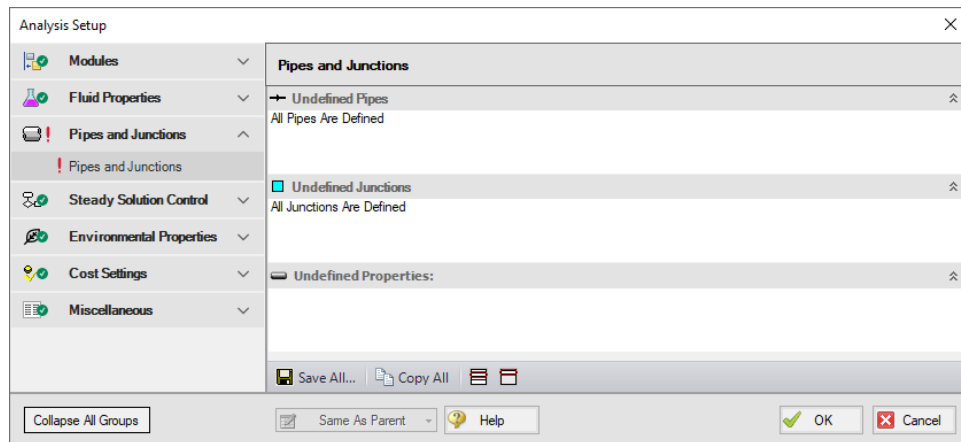 Analysis Setup
Modules
Fluid Properties
Pipes and Junctions
Pipes and Junctions
Steady Solution Control
Environmental Properties
Cost Settings
Miscellaneous
Collapse All Groups
Pipes and Junctions
Undefined Pipes
All Pipes Are Defined
Undefined Junctions
All Junctions Are Defined
Undefined Properties:
Save All... Copy All
Same As Parent Help OK Cancel